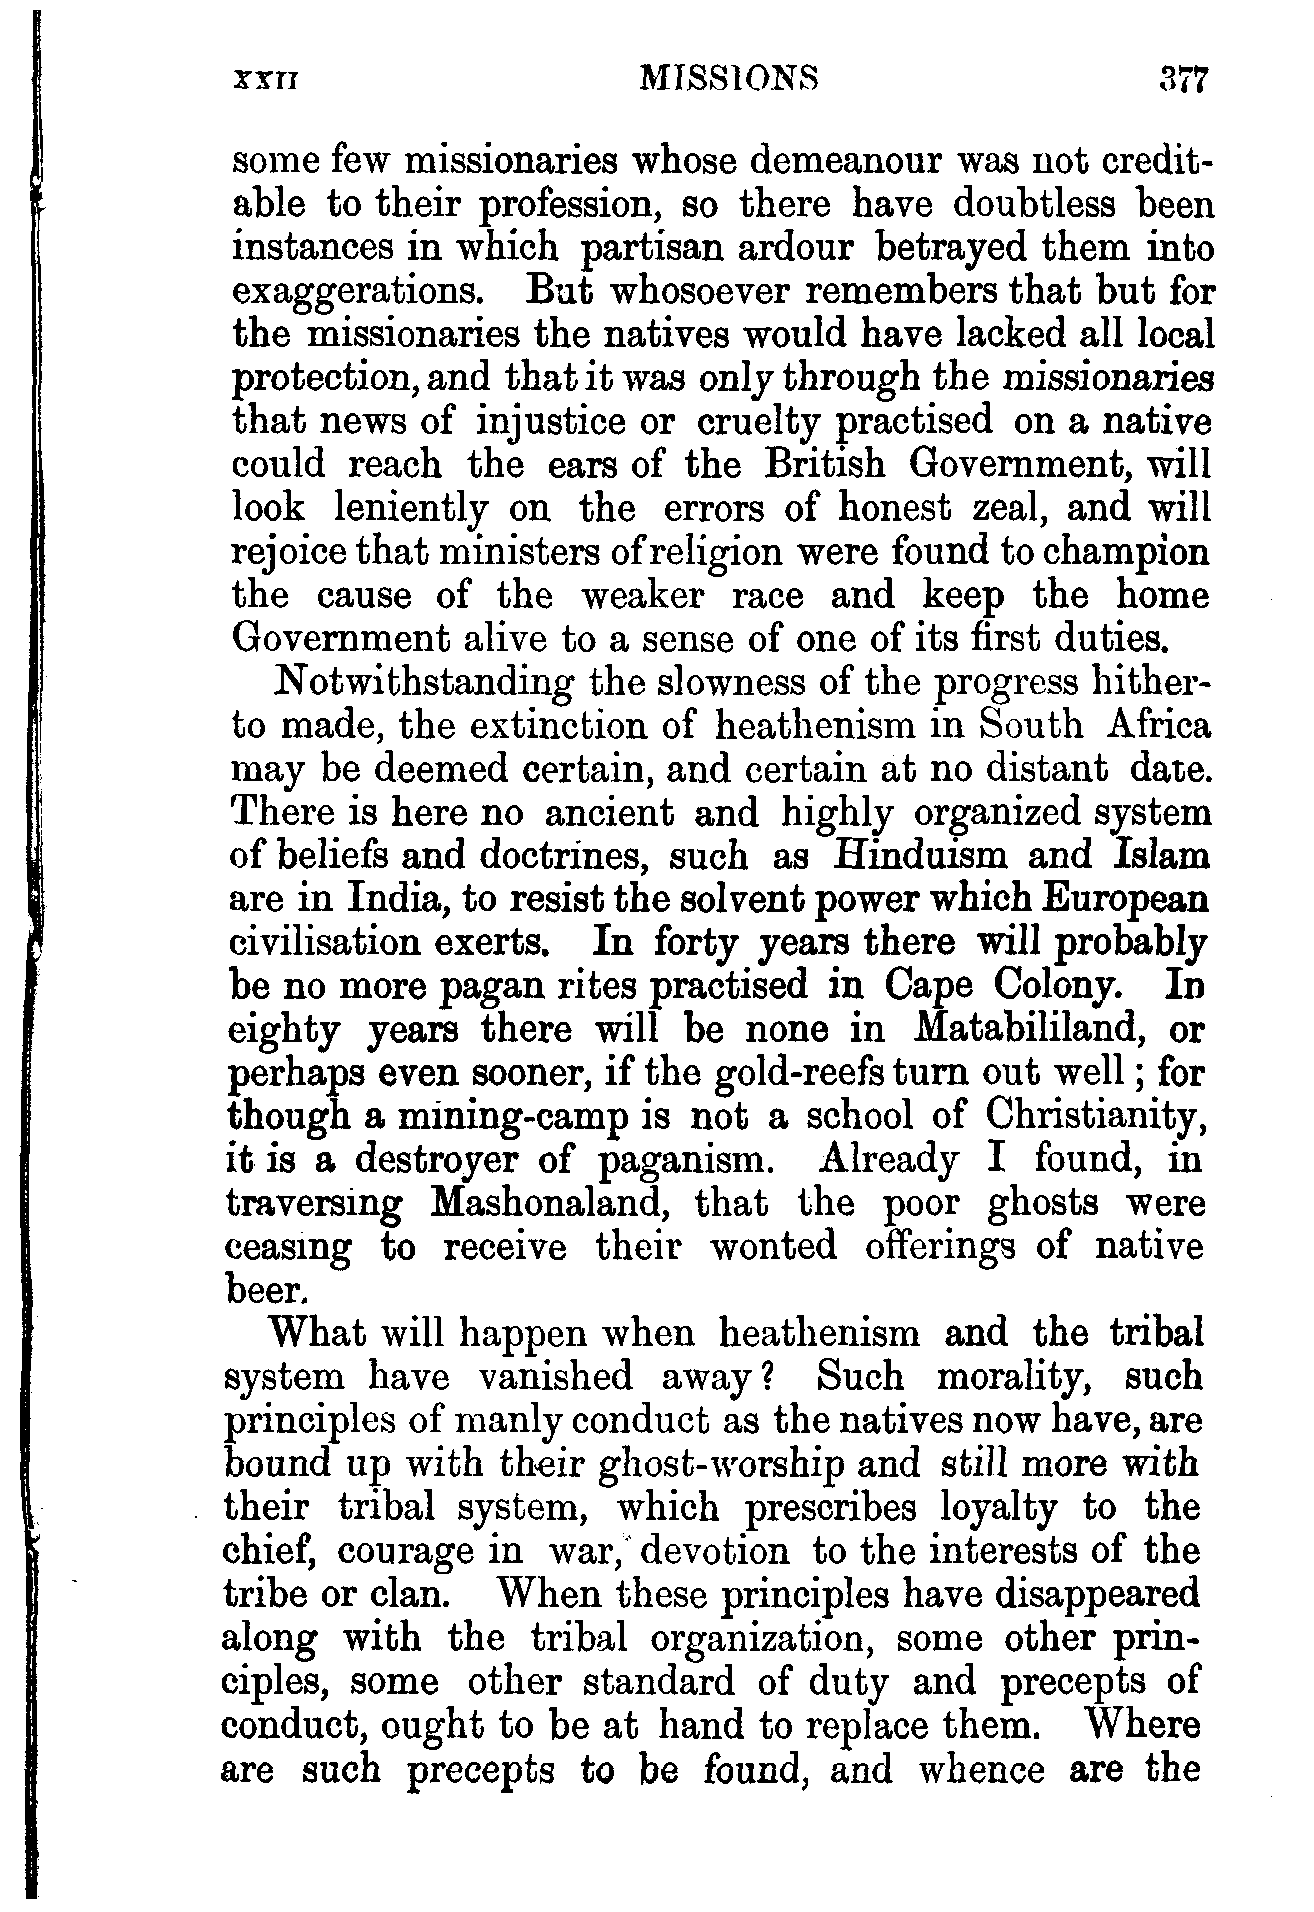 XXII MISSIONS 377
some few missionaries whose demeanour was not credit-
able to their profession, so there have doubtless been
instances in which partisan ardour betrayed them into
exaggerations. But whosoever remembers that but for
the missionaries the natives would have lacked all local
protection, and that it was only through the missionaries
that news of injustice or cruelty practised on a native
could reach the ears of the British Government, will
look leniently on the errors of honest zeal, and will
rejoice that ministers of religion were found to champion
the cause of the weaker race and keep the home
Government alive to a sense of one of its first duties.
Notwithstanding the slowness of the progress hither-
to made, the extinction of heathenism in South Africa
may be deemed certain, and certain at no distant date.
There is here no ancient and highly organized system
of beliefs and doctrines, such as Hinduism and Islam
are in India, to resist the solvent power which European
civilisation exerts. In forty years there will probably
be no more pagan rites practised in Cape Colony. In
eighty years there will be none in Matabililand, or
perhaps even sooner, if the gold-reefs turn out well; for
though a mining-camp is not a school of Christianity,
it is a destroyer of paganism. Already I found, in
traversing Mashonaland, that the poor ghosts were
ceasing to receive their wonted offerings of native
beer.
What will happen when heathenism and the tribal
system have vanished away? Such morality, such
principles of manly conduct as the natives now have, are
bound up with their ghost-worship and still more with
their tribal system, which prescribes loyalty to the
chief, courage in war, devotion to the interests of the
tribe or clan. When these principles have disappeared
along with the tribal organization, some other prin-
ciples, some other standard of duty and precepts of
conduct, ought to be at hand to replace them. Where
are such precepts to be found, and whence are the